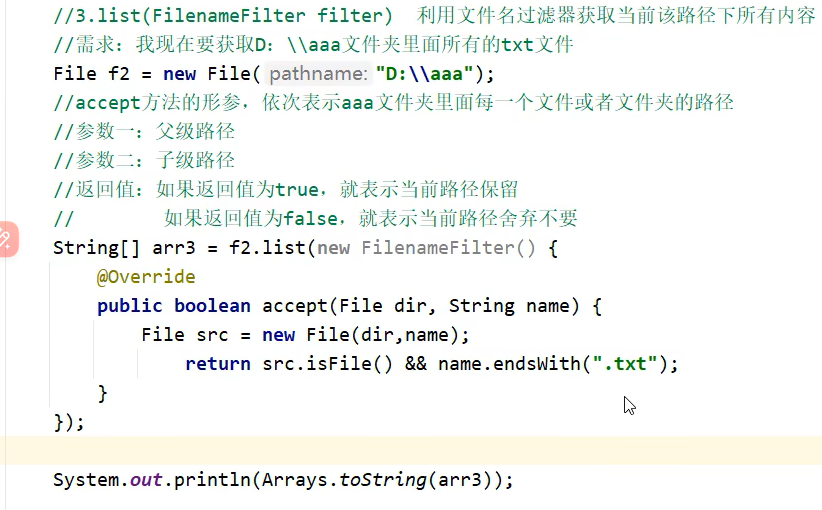 //3.list(FilenameFilter filter)  利用文件名过滤器获取当前该路径下所有内容
//需求：我现在要获取D：\\aaa文件夹里面所有的txt文件
File f2 = new File( pathname: "D:\\aaa");
//accept方法的形参，依次表示aaa文件夹里面每一个文件或者文件夹的路径
//参数一：父级路径
//参数二：子级路径
//返回值：如果返回值为true，就表示当前路径保留
//        如果返回值为false，就表示当前路径舍弃不要
String[] arr3 = f2.list(new FilenameFilter() {
    @Override
    public boolean accept(File dir, String name) {
        File src = new File(dir,name);
            return src.isFile() && name.endsWith(".txt");
    }
});
System.out.println(Arrays.toString(arr3));